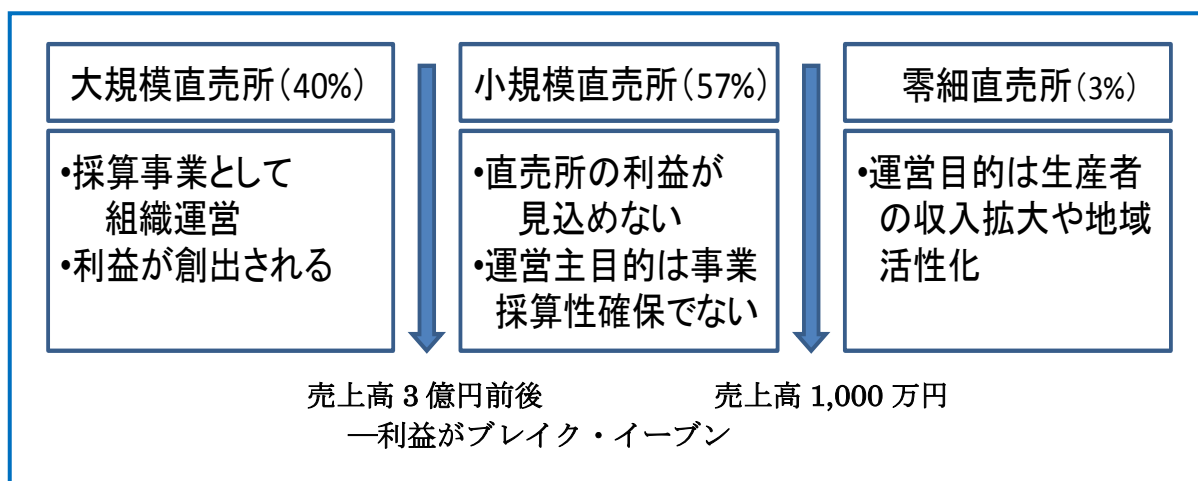 大規模直売所(40%)
•採算事業として
組織運営
•利益が創出される
小規模直売所(57%)
•直売所の利益が
見込めない
•運営主目的は事業
採算性確保でない
零細直売所(3%)
•運営目的は生産者
の収入拡大や地域
活性化
売上高 3 億円前後
―利益がブレイク・イーブン
売上高 1,000 万円